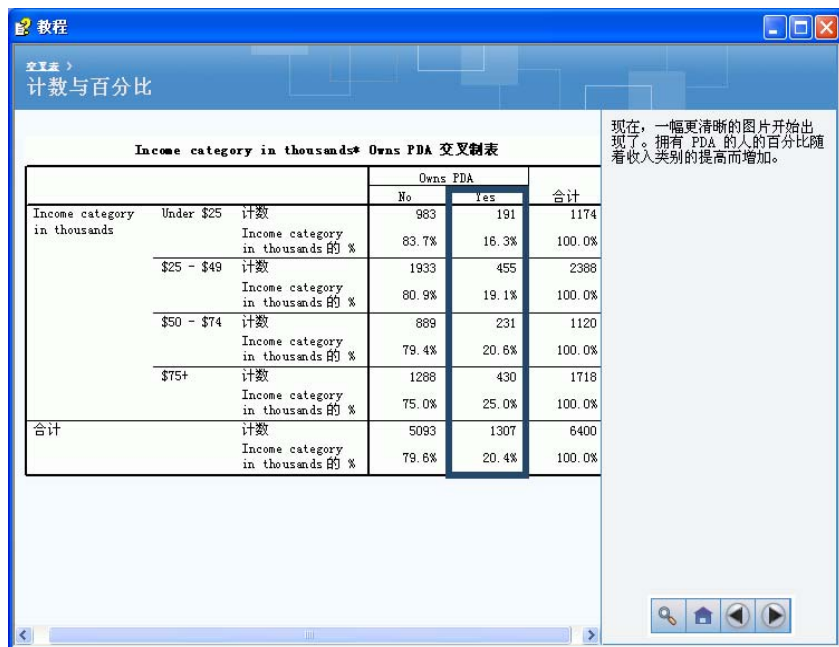 教程
交叉表 >
计数与百分比
现在，一幅更清晰的图片开始出
现了。拥有 PDA 的人的百分比随
着收入类别的提高而增加。
Income category in thousands* Owns PDA 交叉制表
Owns PDA
No Yes 合计
Income category in thousands Under $25 计数 983 191 1174
Income category in thousands 的 % 83.7% 16.3% 100.0%
$25 - $49 计数 1933 455 2388
Income category in thousands 的 % 80.9% 19.1% 100.0%
$50 - $74 计数 889 231 1120
Income category in thousands 的 % 79.4% 20.6% 100.0%
$75+ 计数 1288 430 1718
Income category in thousands 的 % 75.0% 25.0% 100.0%
合计 计数 5093 1307 6400
Income category in thousands 的 % 79.6% 20.4% 100.0%